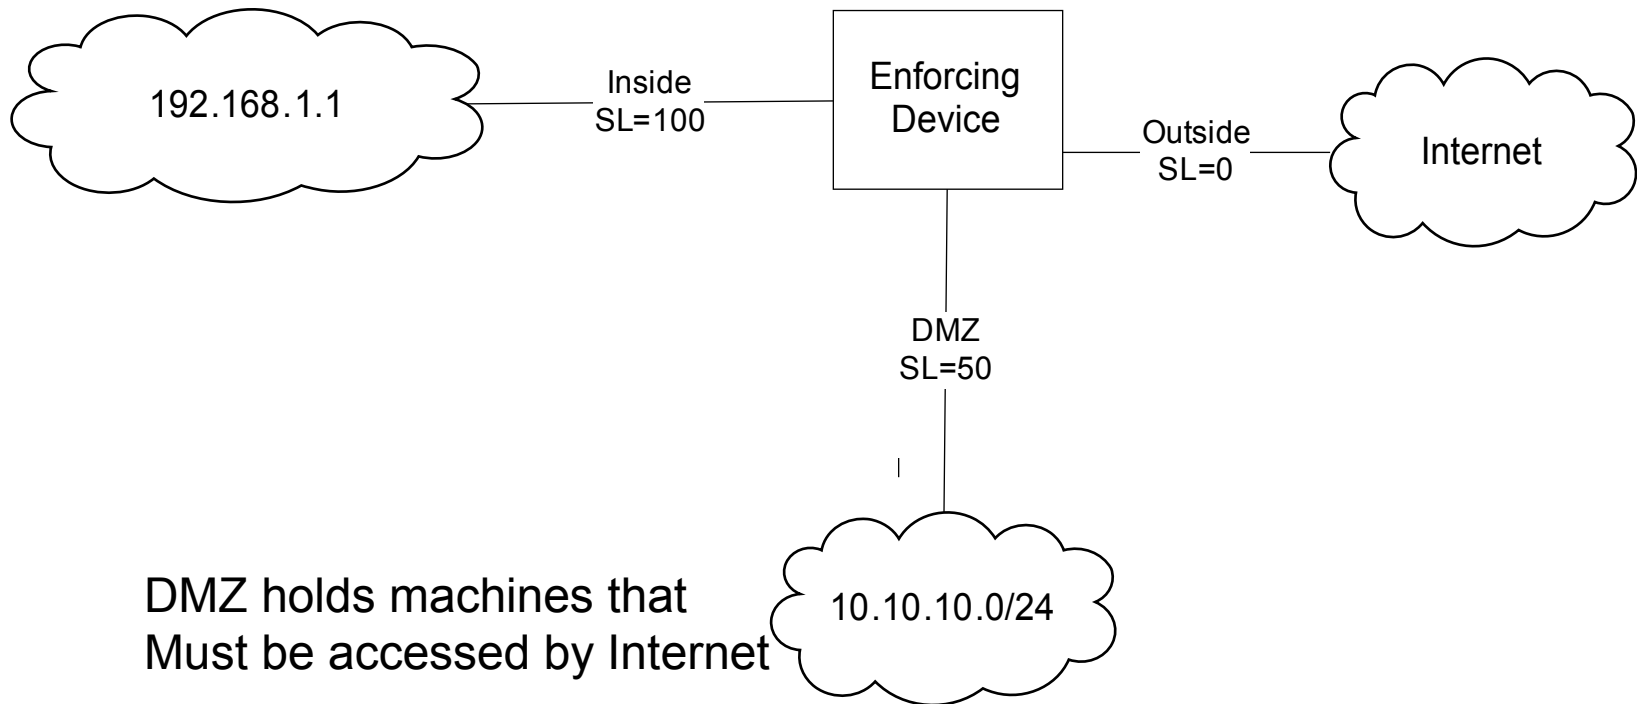 192.168.1.1
Inside
SL=100
Enforcing
Device
Outside
SL=0
Internet
DMZ
SL=50
10.10.10.0/24
DMZ holds machines that
Must be accessed by Internet